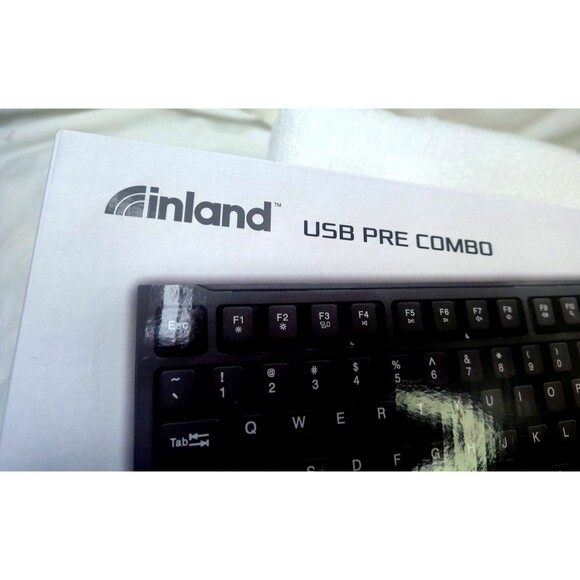 inland™ USB PRE COMBO
Esc F1 F2 F3 F4 F5 F6 F7 F8 F9 F10
~ ! @ # $ % ^ & * ( )
` 1 2 3 4 5 6 7 8 9 0
Tab Q W E R T U I O P
S D F G J K L